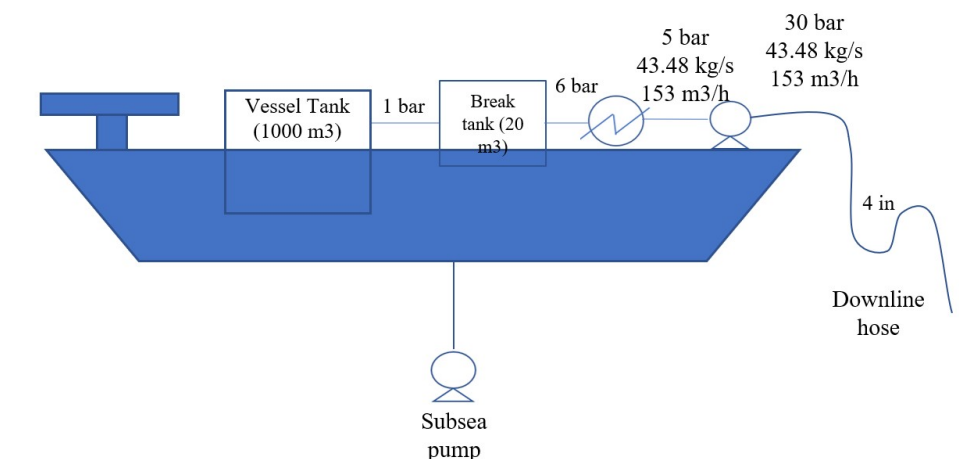 Vessel Tank
(1000 m3)
1 bar
Break
tank (20
m3)
6 bar
5 bar
43.48 kg/s
153 m3/h
30 bar
43.48 kg/s
153 m3/h
4 in
Downline
hose
Subsea
pump